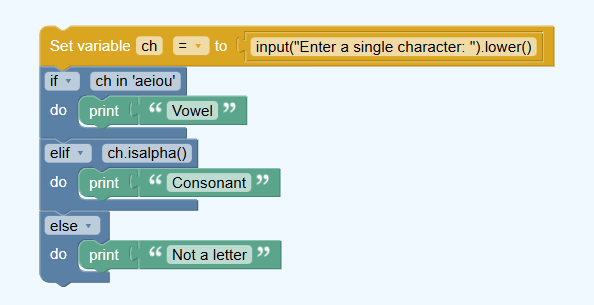 Set variable ch = to input("Enter a single character: ").lower()
if ch in 'aeiou'
do print “ Vowel ”
elif ch.isalpha()
do print “ Consonant ”
else
do print “ Not a letter ”